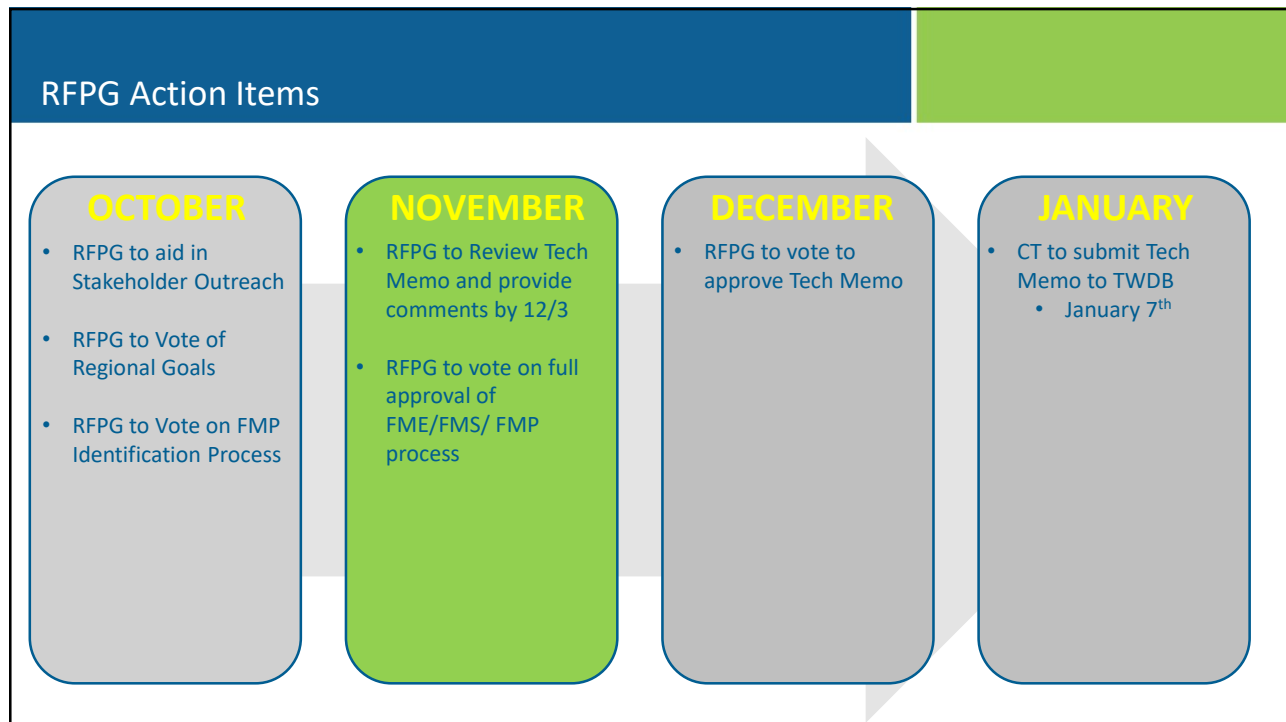 RFPG Action Items
OCTOBER
• RFPG to aid in
Stakeholder Outreach
• RFPG to Vote of
Regional Goals
• RFPG to Vote on FMP
Identification Process
NOVEMBER
• RFPG to Review Tech
Memo and provide
comments by 12/3
• RFPG to vote on full
approval of
FME/FMS/ FMP
process
DECEMBER
• RFPG to vote to
approve Tech Memo
JANUARY
• CT to submit Tech
Memo to TWDB
• January 7th